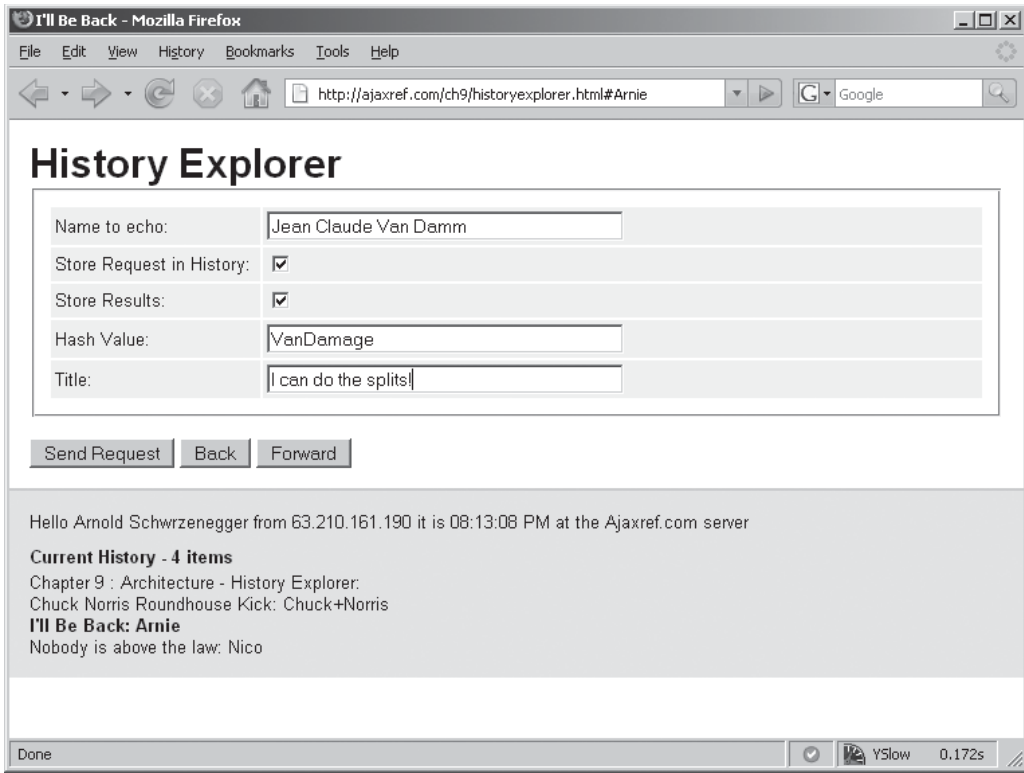 I'll Be Back - Mozilla Firefox
File Edit View History Bookmarks Tools Help
http://ajaxref.com/ch9/historyexplorer.html#Arnie
G Google
History Explorer
Name to echo: Jean Claude Van Damm
Store Request in History:
Store Results:
Hash Value: VanDamage
Title: I can do the splits!
Send Request Back Forward
Hello Arnold Schwrzenegger from 63.210.161.190 it is 08:13:08 PM at the Ajaxref.com server
Current History - 4 items
Chapter 9 : Architecture - History Explorer:
Chuck Norris Roundhouse Kick: Chuck+Norris
I'll Be Back: Arnie
Nobody is above the law: Nico
Done YSlow 0.172s